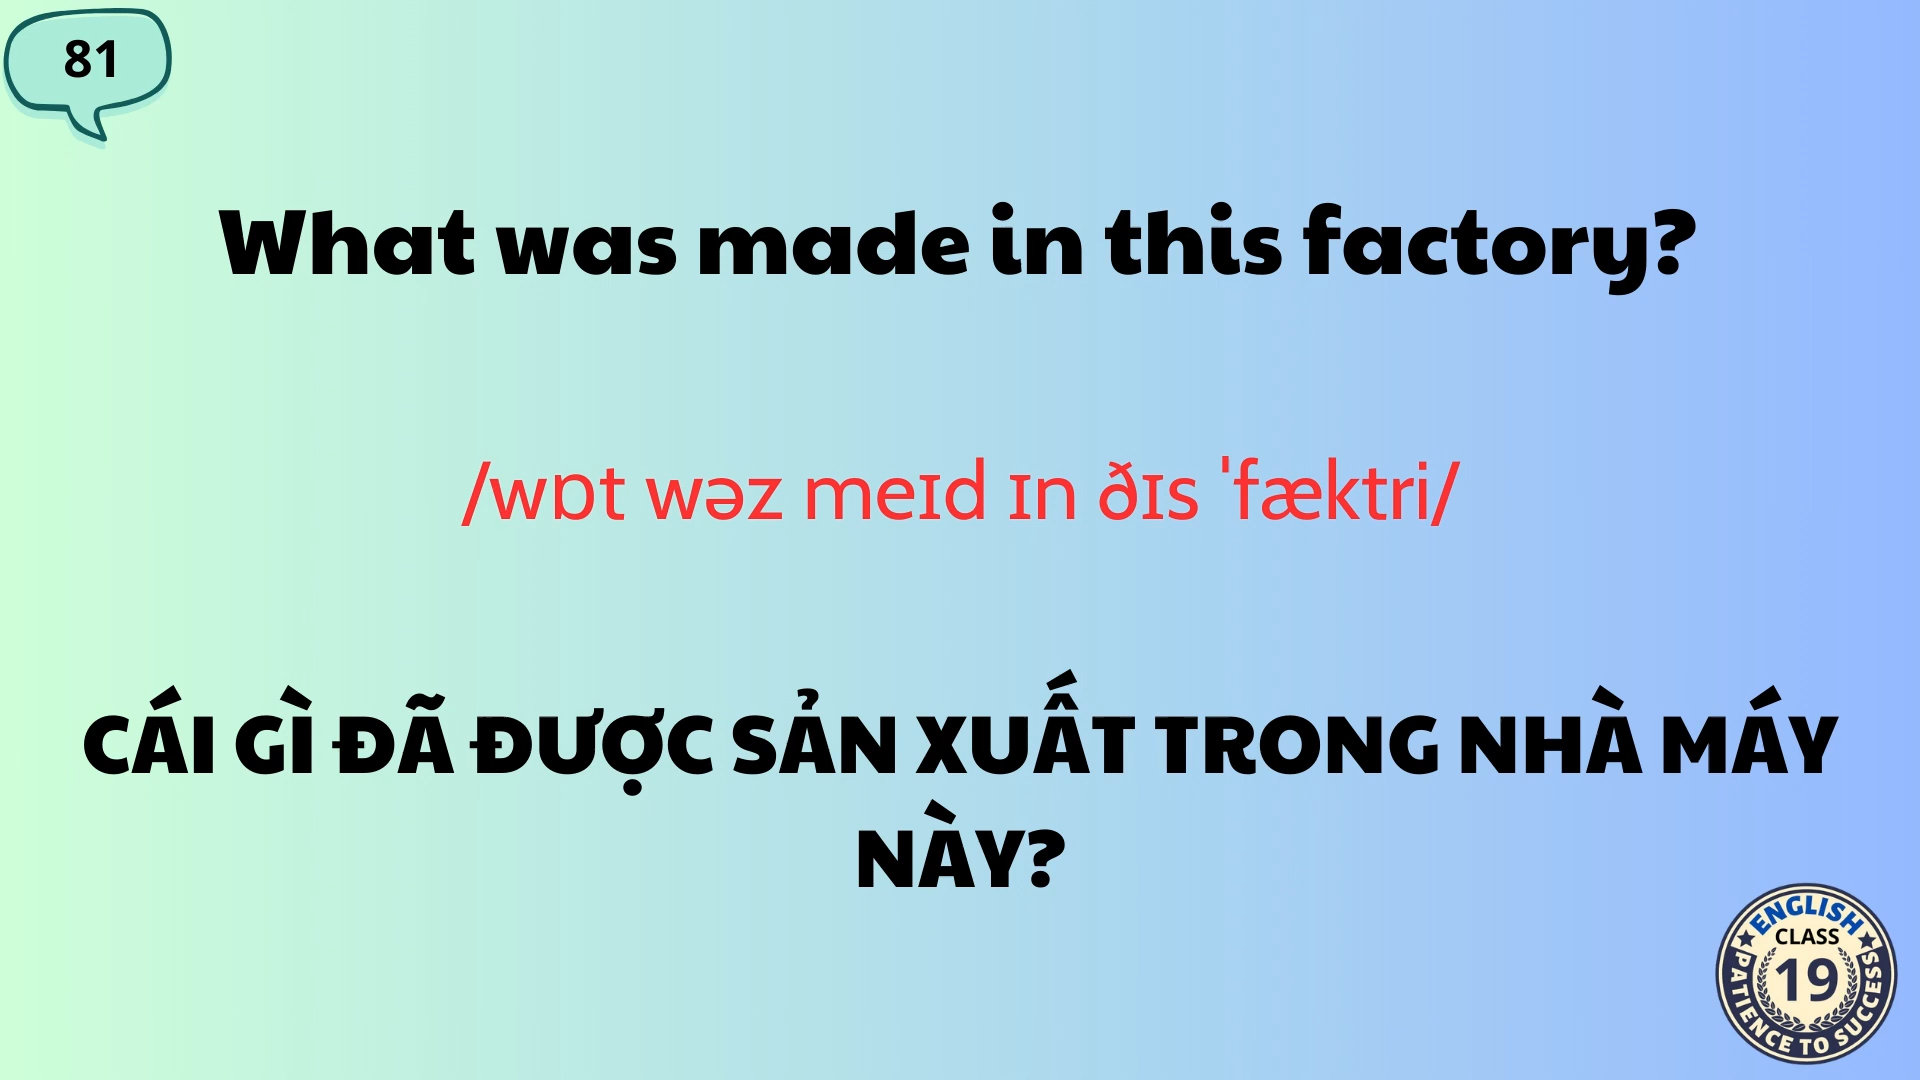 81
What was made in this factory?
/wɒt wəz meɪd ɪn ðɪs ˈfæktri/
CÁI GÌ ĐÃ ĐƯỢC SẢN XUẤT TRONG NHÀ MÁY
NÀY?
ENGLISH
CLASS
19
PATIENCE TO SUCCESS